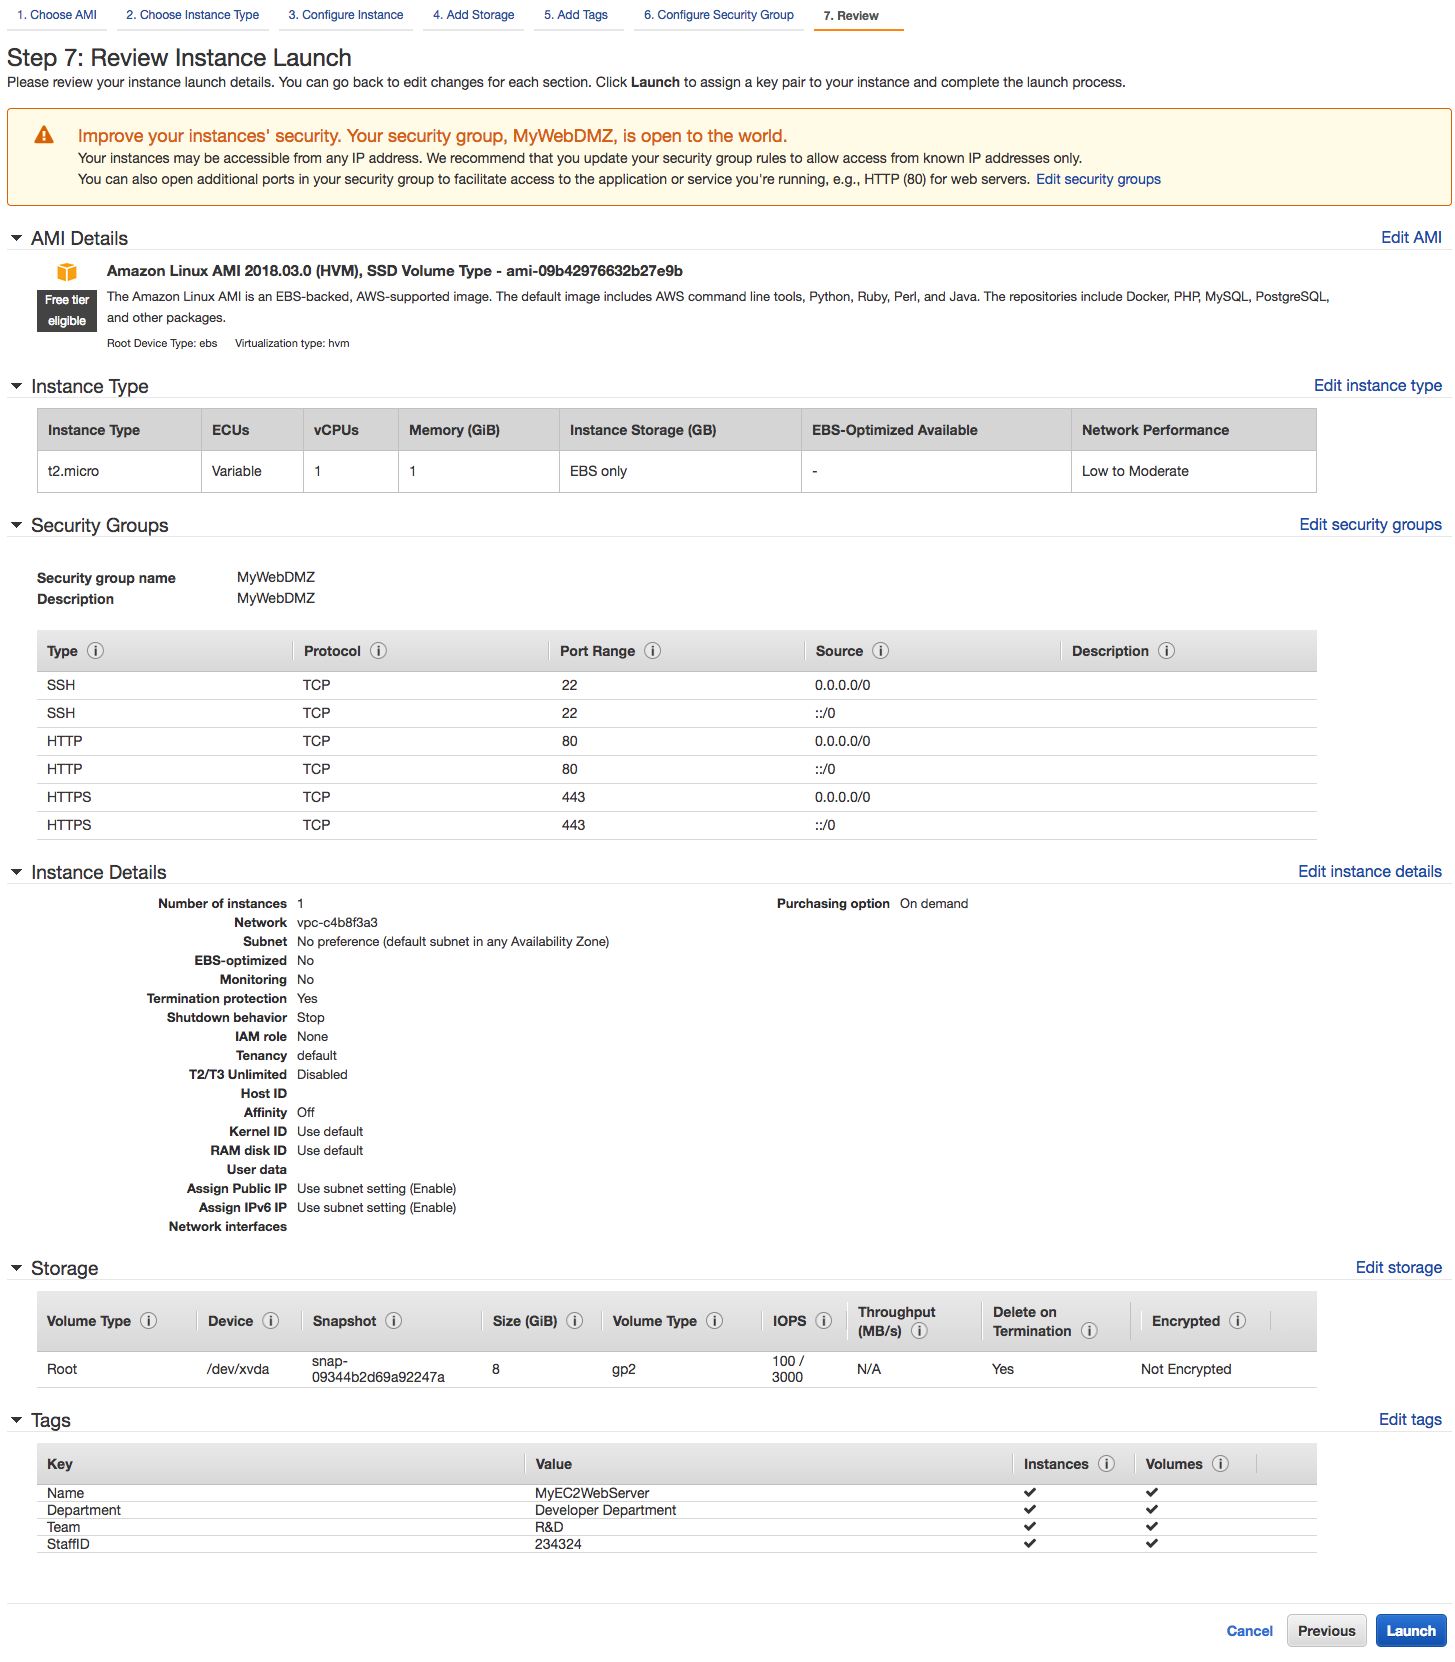 1. Choose AMI 2. Choose Instance Type 3. Configure Instance 4. Add Storage 5. Add Tags 6. Configure Security Group 7. Review
Step 7: Review Instance Launch
Please review your instance launch details. You can go back to edit changes for each section. Click Launch to assign a key pair to your instance and complete the launch process.
Improve your instances' security. Your security group, MyWebDMZ, is open to the world.
Your instances may be accessible from any IP address. We recommend that you update your security group rules to allow access from known IP addresses only.
You can also open additional ports in your security group to facilitate access to the application or service you're running, e.g., HTTP (80) for web servers. Edit security groups
AMI Details Edit AMI
Amazon Linux AMI 2018.03.0 (HVM), SSD Volume Type - ami-09b42976632b27e9b
Free tier eligible
The Amazon Linux AMI is an EBS-backed, AWS-supported image. The default image includes AWS command line tools, Python, Ruby, Perl, and Java. The repositories include Docker, PHP, MySQL, PostgreSQL,
and other packages.
Root Device Type: ebs Virtualization type: hvm
Instance Type Edit instance type
Instance Type ECUs vCPUs Memory (GiB) Instance Storage (GB) EBS-Optimized Available Network Performance
t2.micro Variable 1 1 EBS only - Low to Moderate
Security Groups Edit security groups
Security group name MyWebDMZ
Description MyWebDMZ
Type Protocol Port Range Source Description
SSH TCP 22 0.0.0.0/0
SSH TCP 22 ::/0
HTTP TCP 80 0.0.0.0/0
HTTP TCP 80 ::/0
HTTPS TCP 443 0.0.0.0/0
HTTPS TCP 443 ::/0
Instance Details Edit instance details
Number of instances 1 Purchasing option On demand
Network vpc-c4b8f3a3
Subnet No preference (default subnet in any Availability Zone)
EBS-optimized No
Monitoring No
Termination protection Yes
Shutdown behavior Stop
IAM role None
Tenancy default
T2/T3 Unlimited Disabled
Host ID
Affinity Off
Kernel ID Use default
RAM disk ID Use default
User data
Assign Public IP Use subnet setting (Enable)
Assign IPv6 IP Use subnet setting (Enable)
Network interfaces
Storage Edit storage
Volume Type Device Snapshot Size (GiB) Volume Type IOPS Throughput (MB/s) Delete on Termination Encrypted
Root /dev/xvda snap-09344b2d69a92247a 8 gp2 100 / 3000 N/A Yes Not Encrypted
Tags Edit tags
Key Value Instances Volumes
Name MyEC2WebServer ✔ ✔
Department Developer Department ✔ ✔
Team R&D ✔ ✔
StaffID 234324 ✔ ✔
Cancel Previous Launch